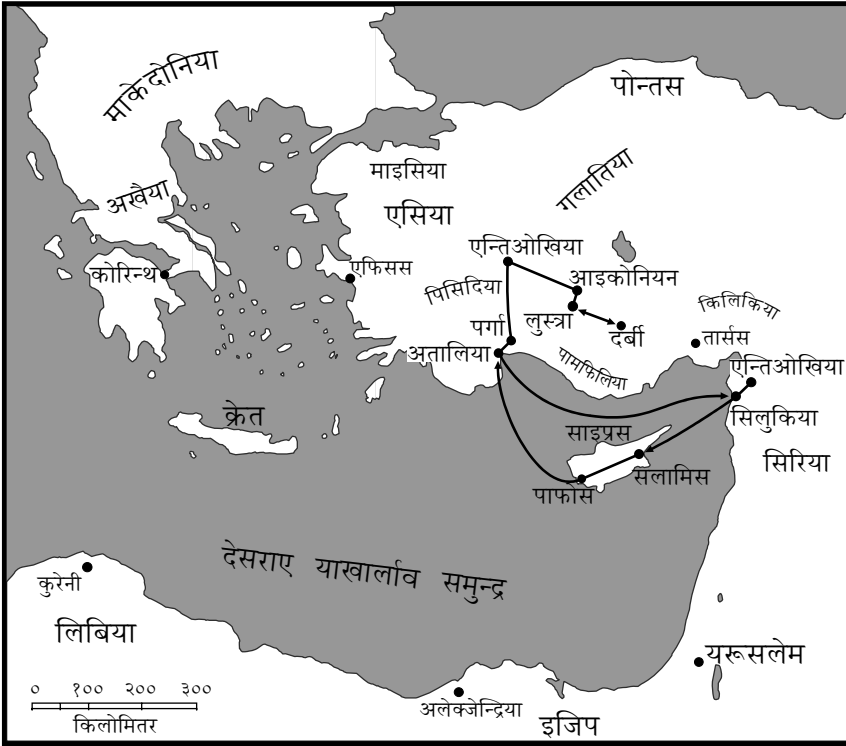 माकेदोनिया
पोन्तस
माइसिया
गलातिया
अखैया
एसिया
एन्तिओखिया
कोरिन्थ
एफिसस
आइकोनियन
पिसिदिया
किलिकिया
लुस्त्रा
पर्गा
दर्बी
तार्सस
अतालिया
पामफिलिया
एन्तिओखिया
क्रेत
सिलुकिया
साइप्रस
सिरिया
सलामिस
पाफोस
देसराए याखार्लाव समुन्द्र
कुरेनी
लिबिया
यरूसलेम
० १०० २०० ३००
किलोमितर
अलेक्जेन्द्रिया
इजिप